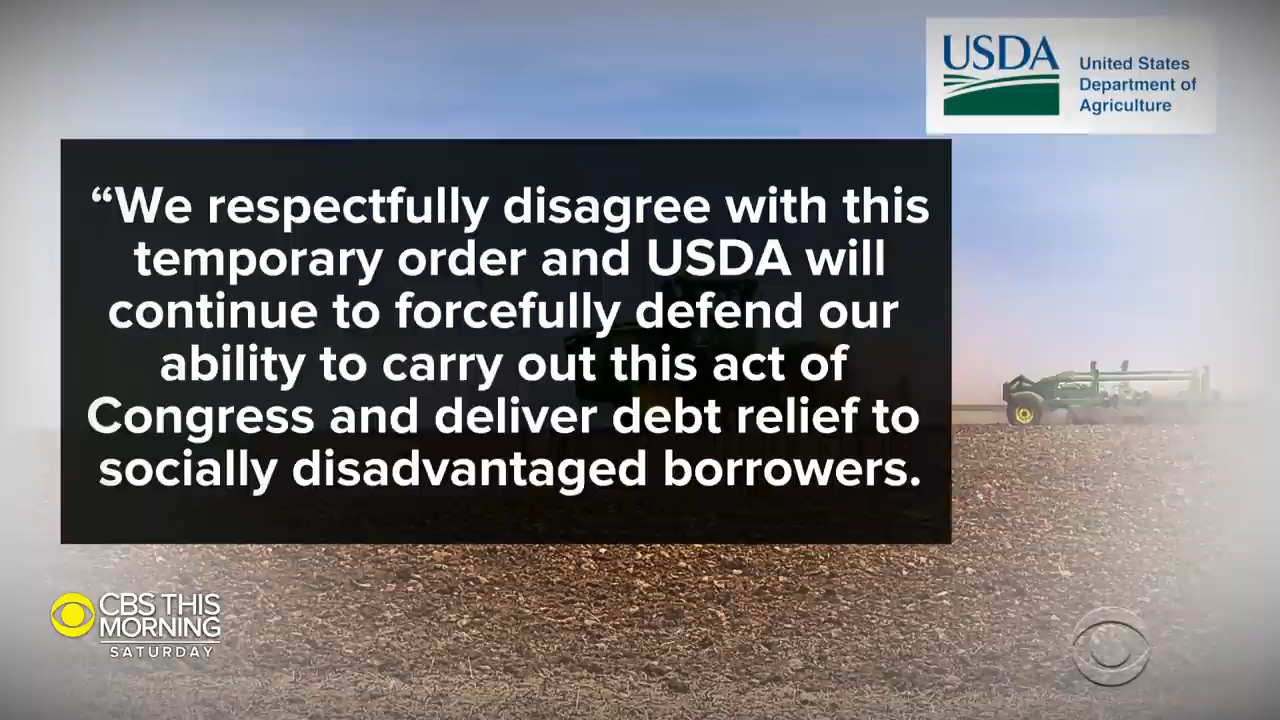 USDA
United States
Department of
Agriculture
“We respectfully disagree with this
temporary order and USDA will
continue to forcefully defend our
ability to carry out this act of
Congress and deliver debt relief to
socially disadvantaged borrowers.
CBS THIS
MORNING
SATURDAY